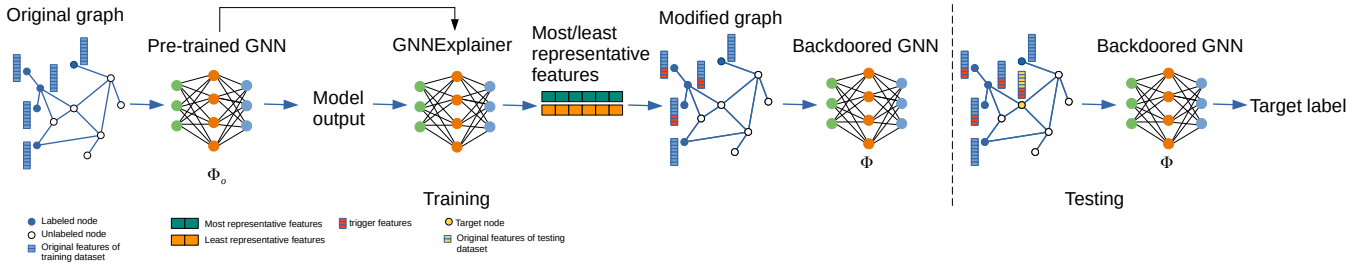 Original graph
Pre-trained GNN
GNNExplainer
Most/least
representative
features
Modified graph
Backdoored GNN
Backdoored GNN
Model
output
Target label
Φo
Φ
Φ
Training
Testing
Labeled node
Unlabeled node
Original features of
training dataset
Most representative features
Least representative features
trigger features
Target node
Original features of testing
dataset